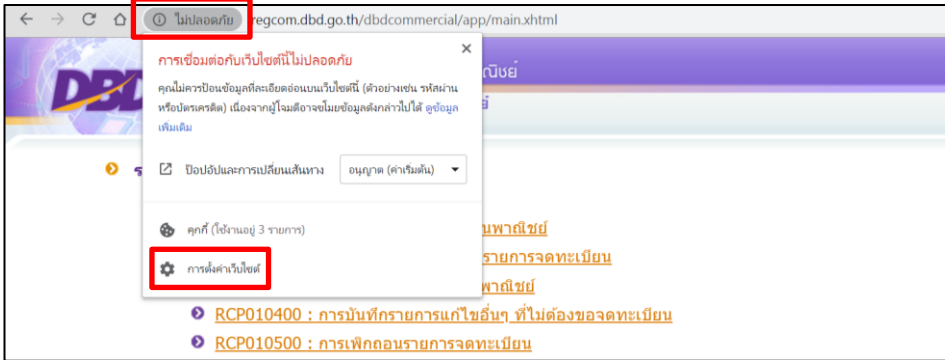 ไม่ปลอดภัย regcom.dbd.go.th/dbdcommercial/app/main.xhtml
การเชื่อมต่อกับเว็บไซต์นี้ไม่ปลอดภัย
คุณไม่ควรป้อนข้อมูลที่ละเอียดอ่อนบนเว็บไซต์นี้ (ตัวอย่างเช่น รหัสผ่าน
หรือบัตรเครดิต) เนื่องจากผู้โจมตีอาจขโมยข้อมูลดังกล่าวไปได้ ดูข้อมูล
เพิ่มเติม
DBD
ณิชย์
ป๊อปอัปและการเปลี่ยนเส้นทาง อนุญาต (ค่าเริ่มต้น)
คุกกี้ (ใช้งานอยู่ 3 รายการ)
นพาณิชย์
การตั้งค่าเว็บไซต์
รายการจดทะเบียน
พาณิชย์
RCP010400 : การบันทึกรายการแก้ไขอื่นๆ ที่ไม่ต้องขอจดทะเบียน
RCP010500 : การเพิกถอนรายการจดทะเบียน